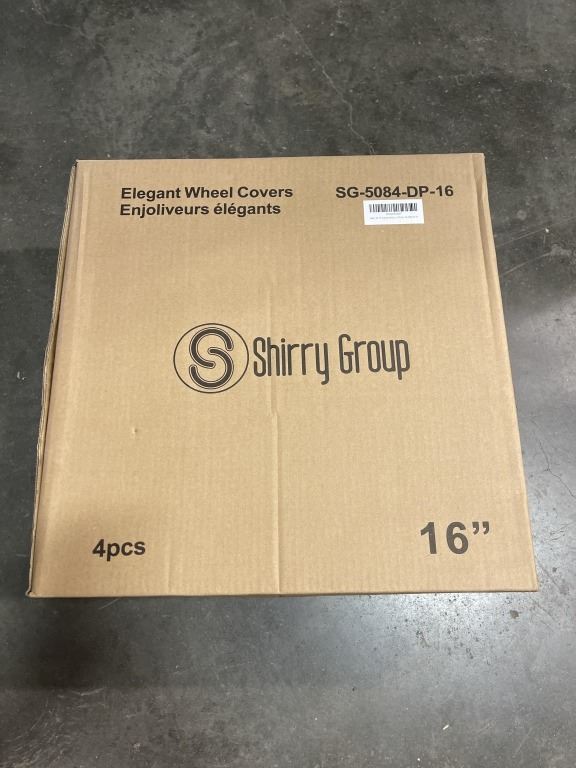 Elegant Wheel Covers SG-5084-DP-16
Enjoliveurs élégants
S Shirry Group
4pcs 16”